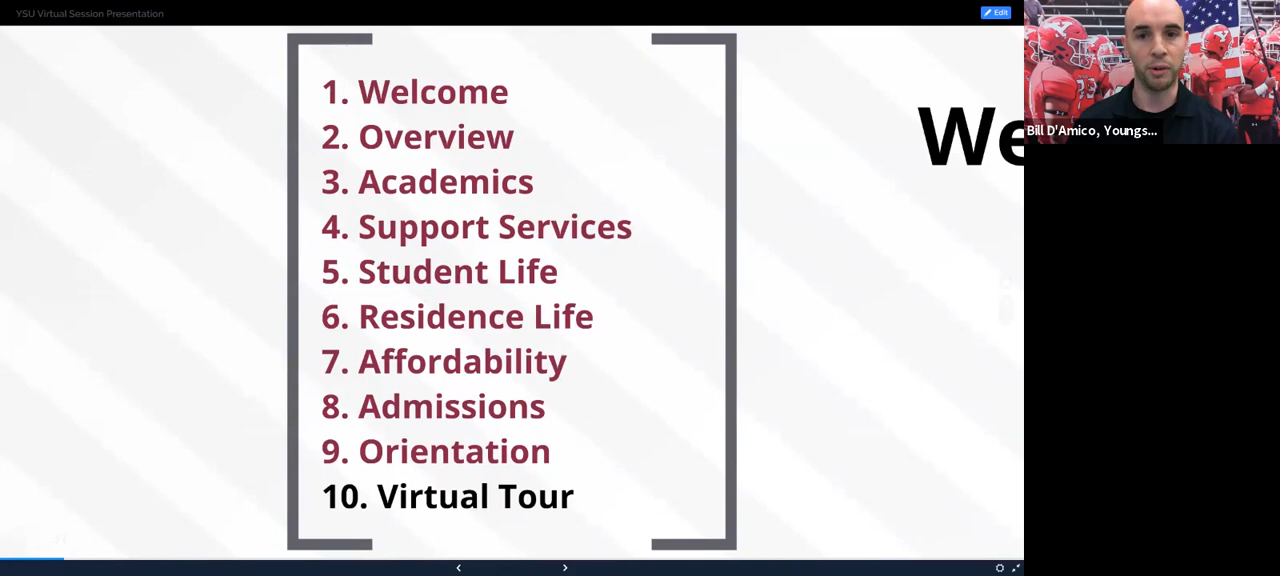 YSU Virtual Session Presentation
Edit
1. Welcome
2. Overview
3. Academics
4. Support Services
5. Student Life
6. Residence Life
7. Affordability
8. Admissions
9. Orientation
10. Virtual Tour
We
Bill D'Amico, Youngs...